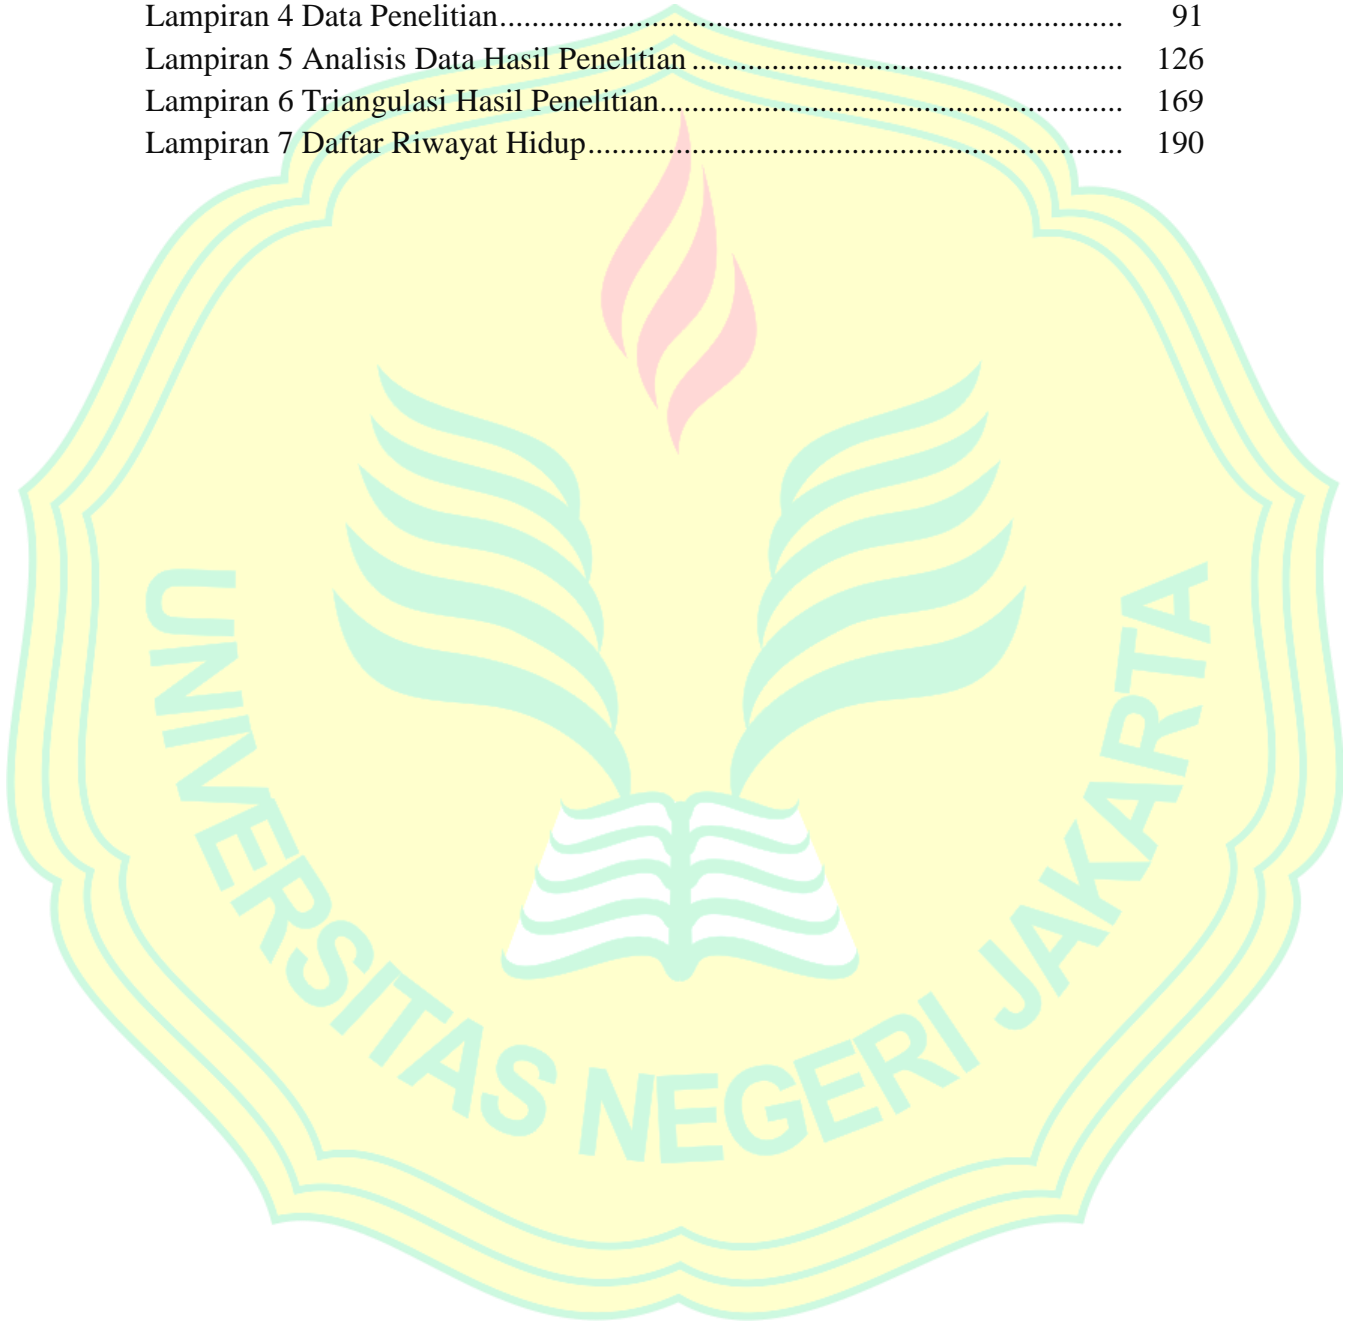 Lampiran 4 Data Penelitian.............................................................................. 91
Lampiran 5 Analisis Data Hasil Penelitian ...................................................... 126
Lampiran 6 Triangulasi Hasil Penelitian.......................................................... 169
Lampiran 7 Daftar Riwayat Hidup................................................................... 190
UNIVERSITAS NEGERI JAKARTA